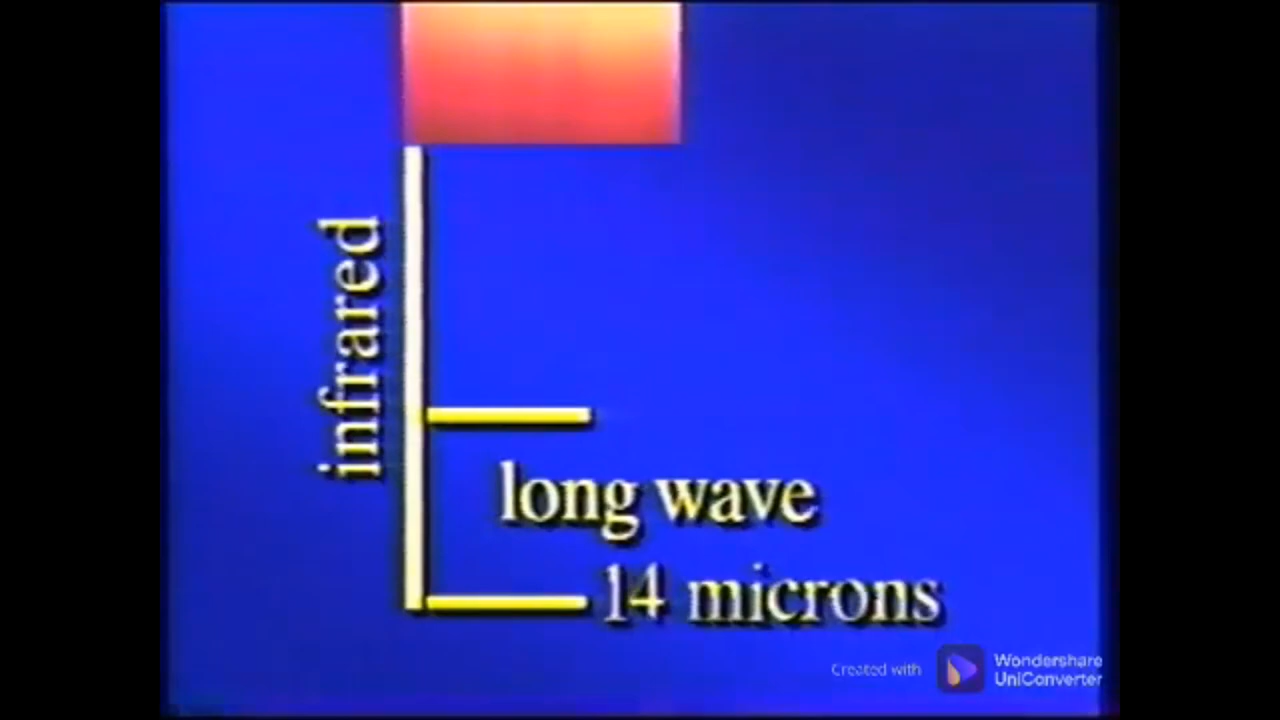 infrared
long wave
14 microns
Created with
Wondershare
UniConverter